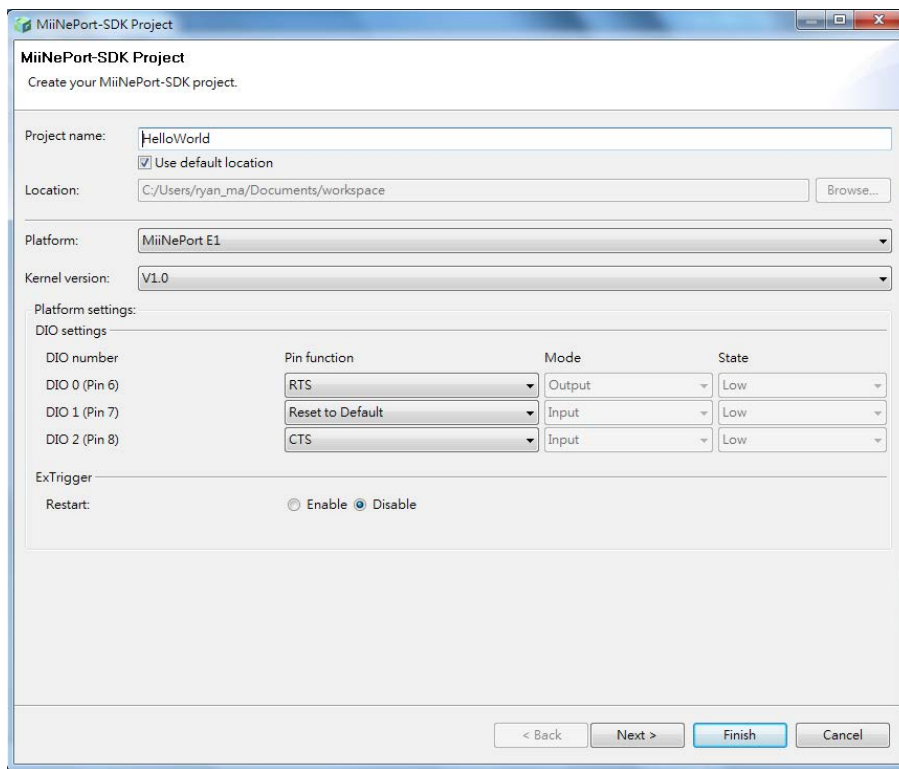 MiiNePort-SDK Project
MiiNePort-SDK Project
Create your MiiNePort-SDK project.
Project name: HelloWorld
Use default location
Location: C:/Users/ryan_ma/Documents/workspace Browse...
Platform: MiiNePort E1
Kernel version: V1.0
Platform settings:
DIO settings
DIO number Pin function Mode State
DIO 0 (Pin 6) RTS Output Low
DIO 1 (Pin 7) Reset to Default Input Low
DIO 2 (Pin 8) CTS Input Low
ExTrigger
Restart: Enable Disable
< Back Next > Finish Cancel